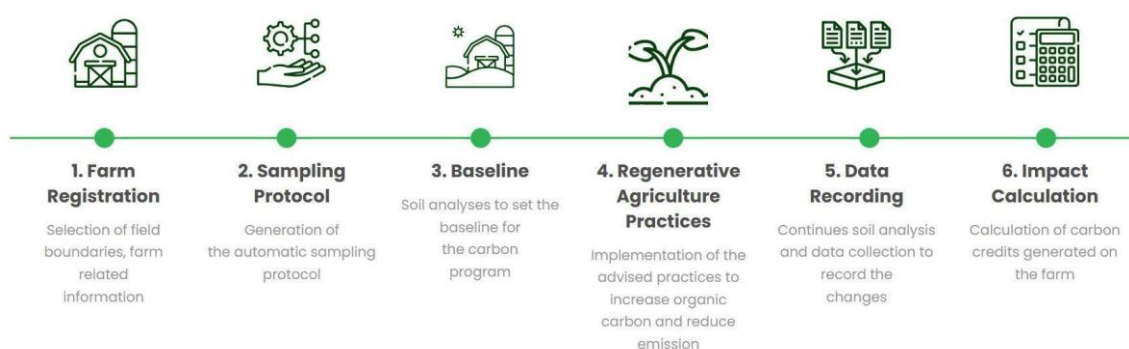 1. Farm
Registration
Selection of field
boundaries, farm
related
information
2. Sampling
Protocol
Generation of
the automatic sampling
protocol
3. Baseline
Soil analyses to set the
baseline for
the carbon
program
4. Regenerative
Agriculture
Practices
Implementation of the
advised practices to
increase organic
carbon and reduce
emission
5. Data
Recording
Continues soil analysis
and data collection to
record the
changes
6. Impact
Calculation
Calculation of carbon
credits generated on
the farm